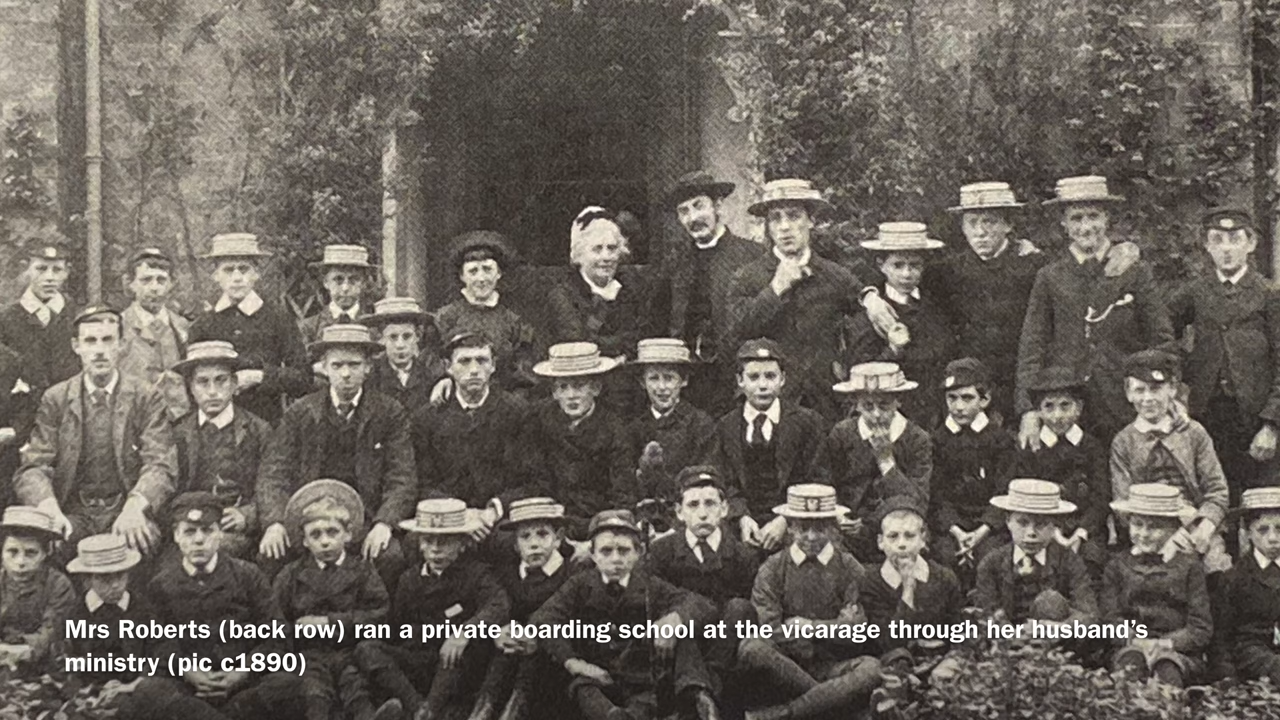 Mrs Roberts (back row) ran a private boarding school at the vicarage through her husband’s
ministry (pic c1890)